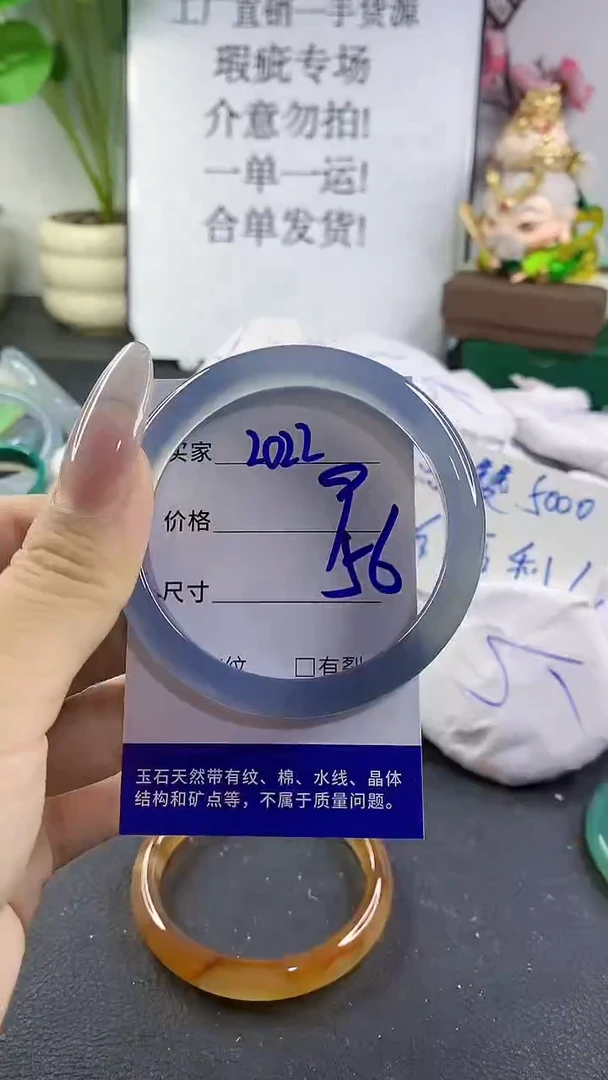 工厂直销一手货源
瑕疵专场
介意勿拍!
一单一运!
合单发货!
买家 2022
价格
尺寸 56
纹 □有裂
玉石天然带有纹、棉、水线、晶体
结构和矿点等，不属于质量问题。
5000
利